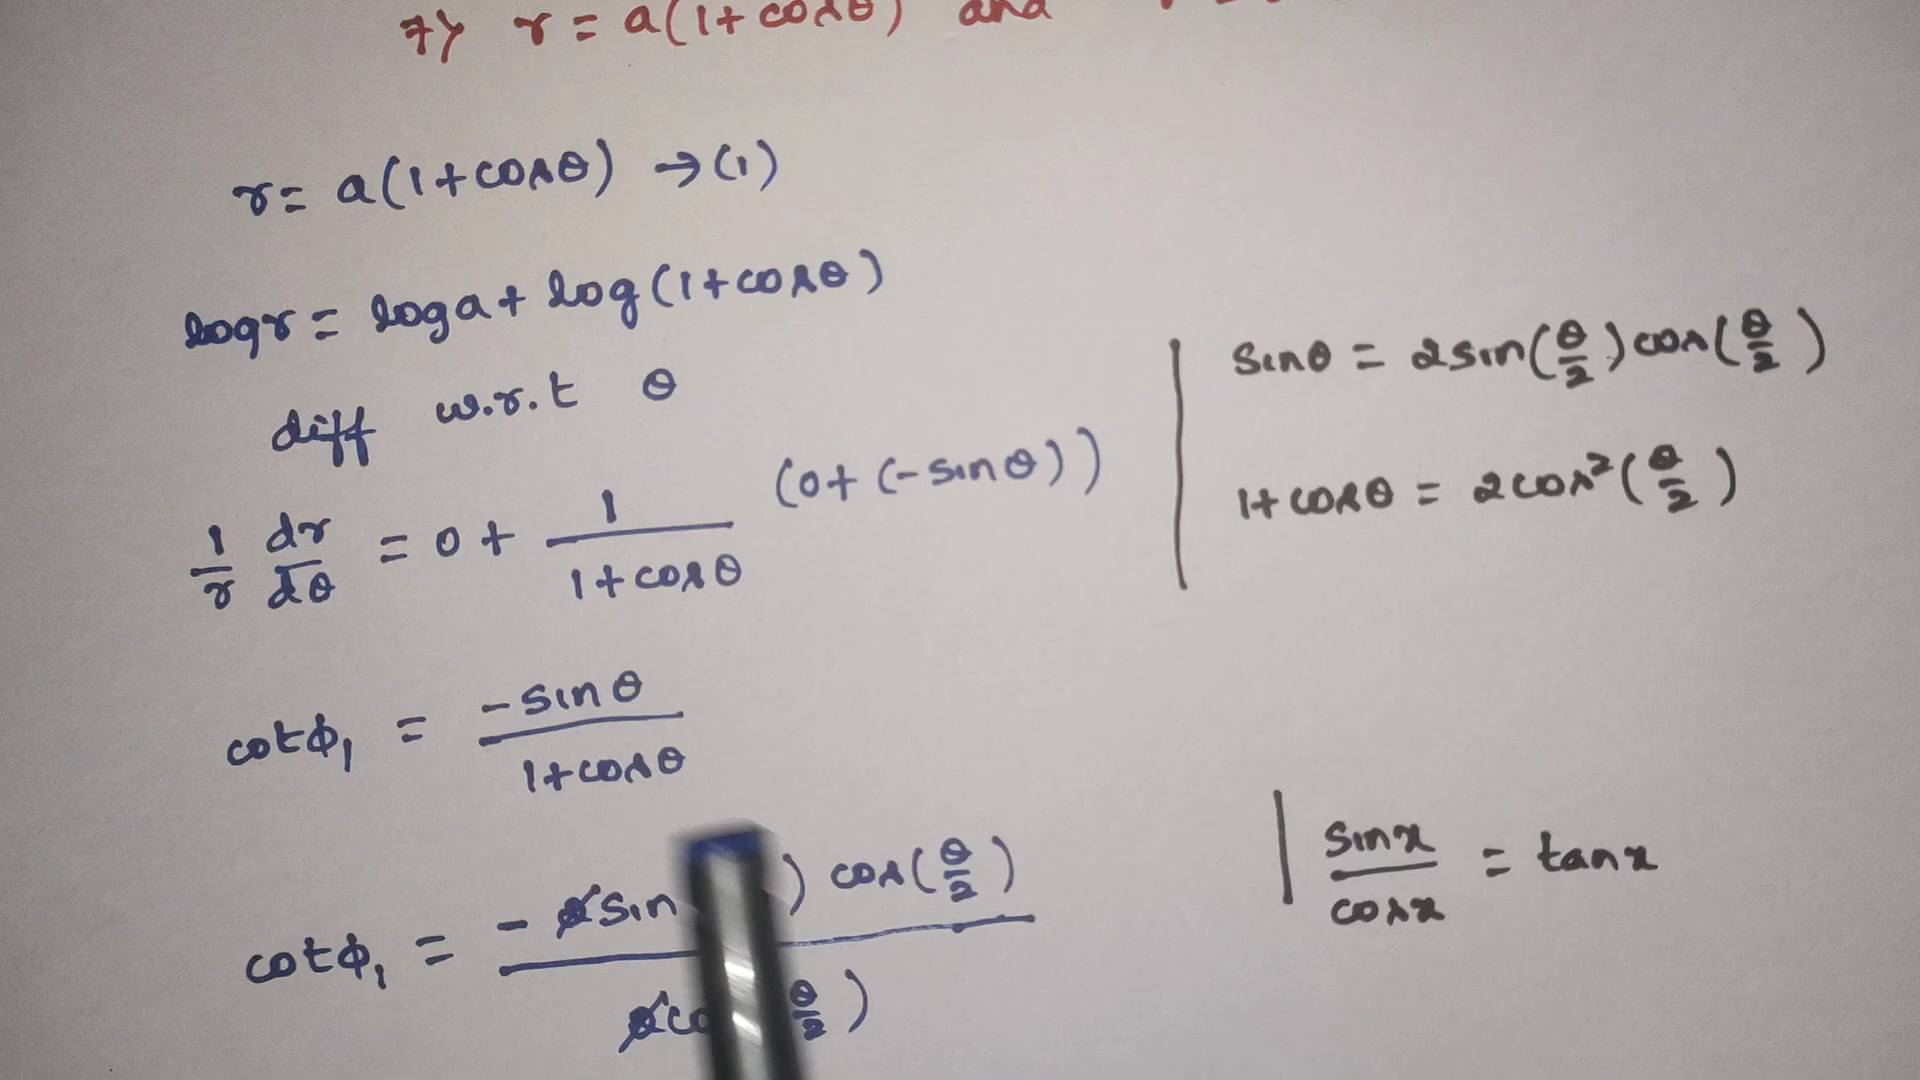 7) r = a(1+cosθ) and
r = a(1+cosθ) → (1)
log r = log a + log(1+cosθ)
diff w.r.t θ
1/r dr/dθ = 0 + 1/(1+cosθ) (0+(-sinθ))
cotϕ₁ = -sinθ/(1+cosθ)
cotϕ₁ = - 2sin ) cos(θ/2) / 2co θ/2)
sinθ = 2sin(θ/2)cos(θ/2)
1+cosθ = 2cos²(θ/2)
sinx/cosx = tanx